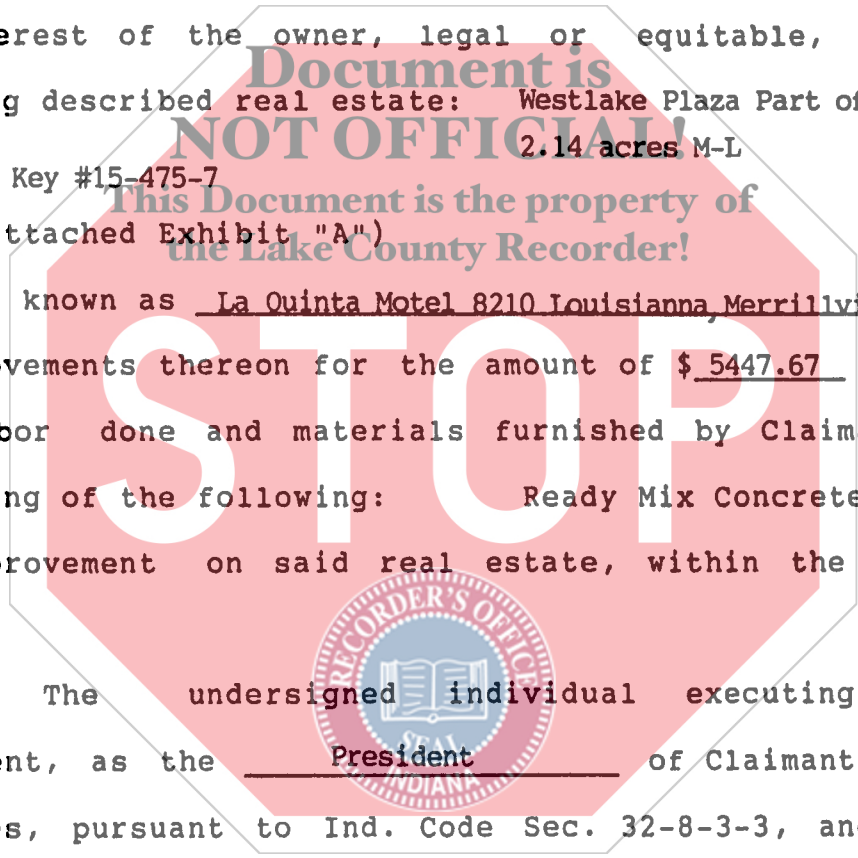 erest of the owner, legal or equitable,
Document is
g described real estate: Westlake Plaza Part of
NOT OFFICIAL!
2.14 acres M-L
Key #15-475-7
This Document is the property of
ttached Exhibit "A")
the Lake County Recorder!
known as La Quinta Motel 8210 Louisianna, Merrillvi
vements thereon for the amount of $ 5447.67
STOP
bor done and materials furnished by Claim
ng of the following: Ready Mix Concrete
rovement on said real estate, within the
RECORDER'S OFFICE
The undersigned individual executing
SEAL
ent, as the President of Claimant
INDIANA
s, pursuant to Ind. Code Sec. 32-8-3-3, an